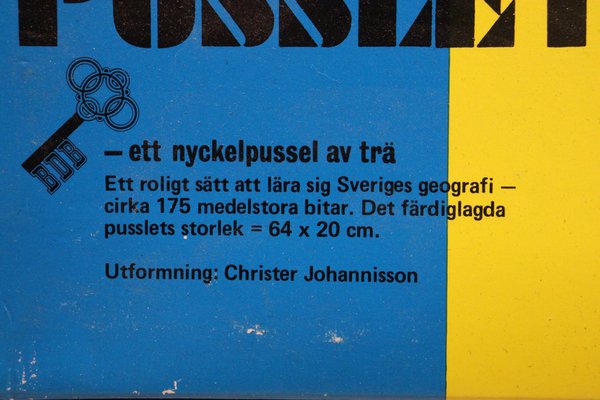 PUSSLET
BDB
– ett nyckelpussel av trä
Ett roligt sätt att lära sig Sveriges geografi –
cirka 175 medelstora bitar. Det färdiglagda
pusslets storlek = 64 x 20 cm.
Utformning: Christer Johannisson